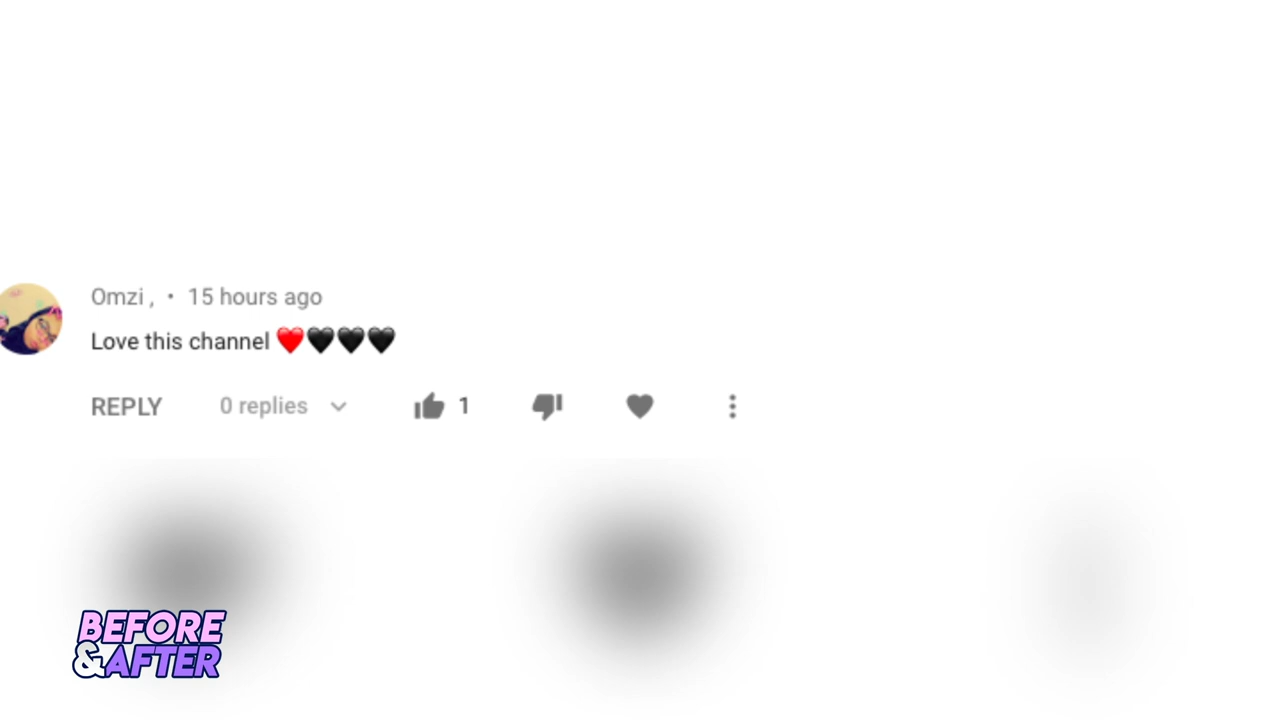 Omzi , • 15 hours ago
Love this channel ❤️🖤🖤🖤
REPLY 0 replies 1
BEFORE
&AFTER